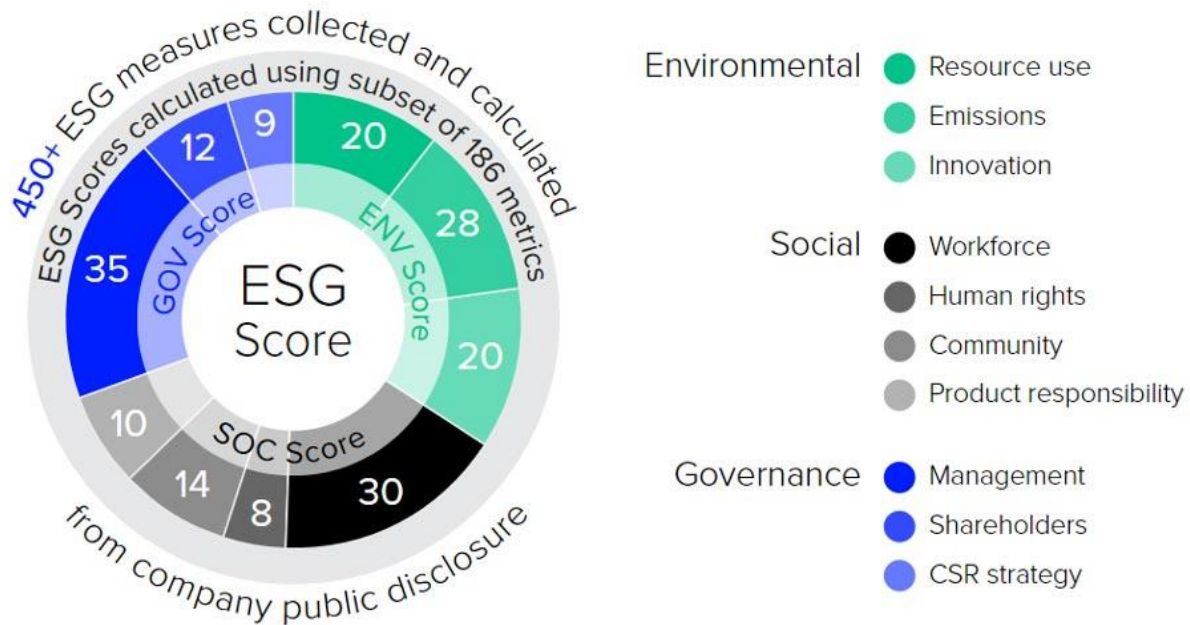 450+ ESG measures collected and calculated
ESG Scores calculated using subset of 186 metrics
20
28
20
30
8
14
10
35
12
9
ENV Score
SOC Score
GOV Score
ESG
Score
from company public disclosure
Environmental
Resource use
Emissions
Innovation
Social
Workforce
Human rights
Community
Product responsibility
Governance
Management
Shareholders
CSR strategy